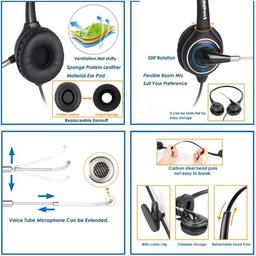 Ventilation.Not stuffy
Sponge Protein Leather
Material Ear Pod
Protein Leather
Protein Sponge
Replaceable Earmuff
300°Rotation
Flexible Boom Mic
Suit Your Preference
It can be folds flat for
easy storage.
Voice Tube Microphone Can be Extended.
Carbon steel head pole
not easy to break
With collar clip
Foldable storage
Retractable head Pole